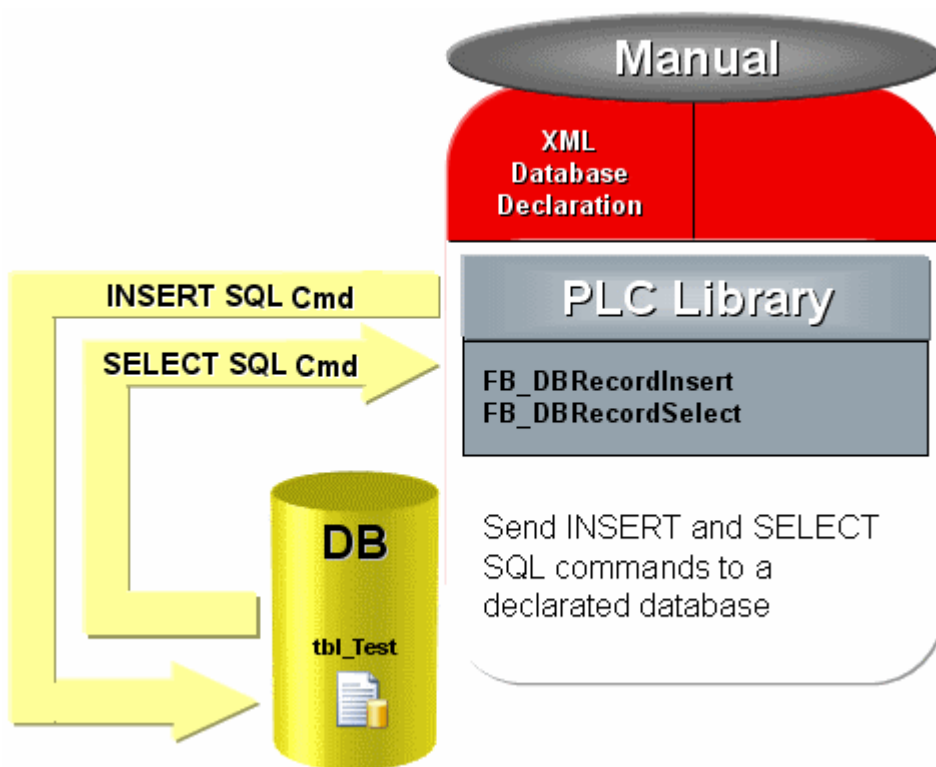 Manual
XML
Database
Declaration
INSERT SQL Cmd
PLC Library
SELECT SQL Cmd
FB_DBRecordInsert
FB_DBRecordSelect
DB
Send INSERT and SELECT
SQL commands to a
declarated database
tbl_Test